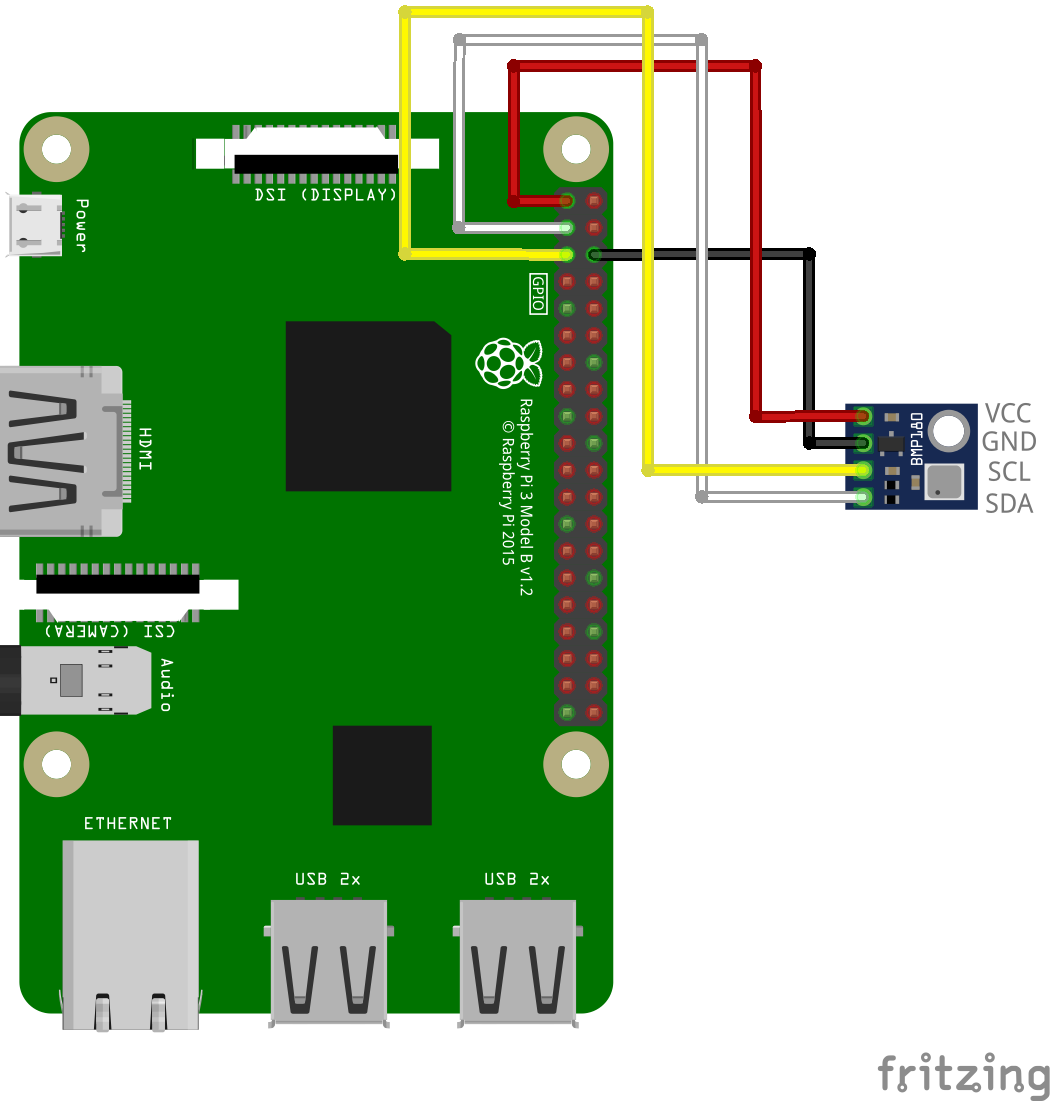 DSI (DISPLAY)
Power
GPIO
HDMI
Raspberry Pi 3 Model B v1.2
© Raspberry Pi 2015
BMP180
VCC
GND
SCL
SDA
CSI (CAMERA)
Audio
ETHERNET
USB 2x
USB 2x
fritzing